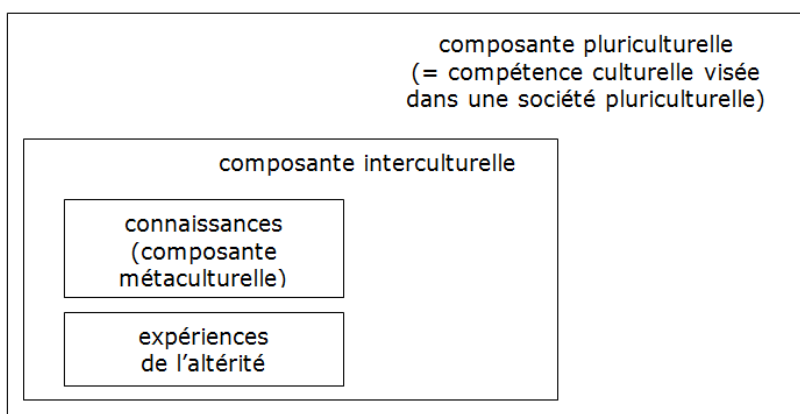 composante pluriculturelle
(= compétence culturelle visée
dans une société pluriculturelle)
composante interculturelle
connaissances
(composante
métaculturelle)
expériences
de l’altérité